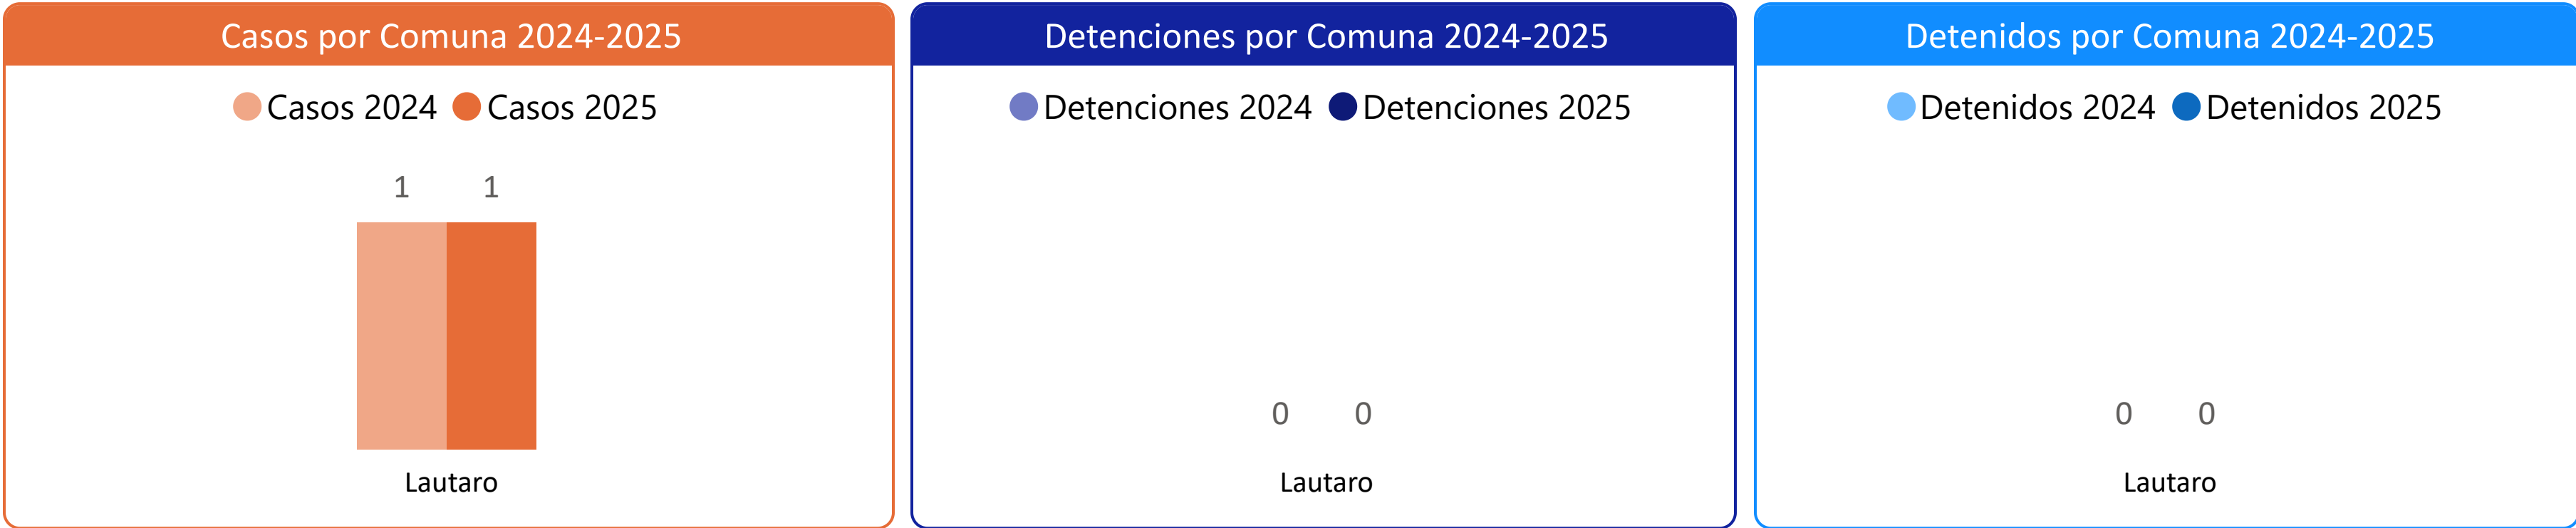 Casos por Comuna 2024-2025
Casos 2024 Casos 2025
1 1
Lautaro
Detenciones por Comuna 2024-2025
Detenciones 2024 Detenciones 2025
0 0
Lautaro
Detenidos por Comuna 2024-2025
Detenidos 2024 Detenidos 2025
0 0
Lautaro